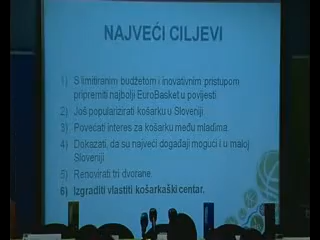 NAJVEĆI CILJEVI
1) S limitiranim budžetom i inovativnim pristupom
pripremiti najbolji EuroBasket u povijesti.
2) Još popularizirati košarku u Sloveniji
3) Povećati interes za košarku među mladima
4) Dokazati, da su najveći događaji mogući i u maloj
Sloveniji
5) Renovirati tri dvorane.
6) Izgraditi vlastiti košarkaški centar.